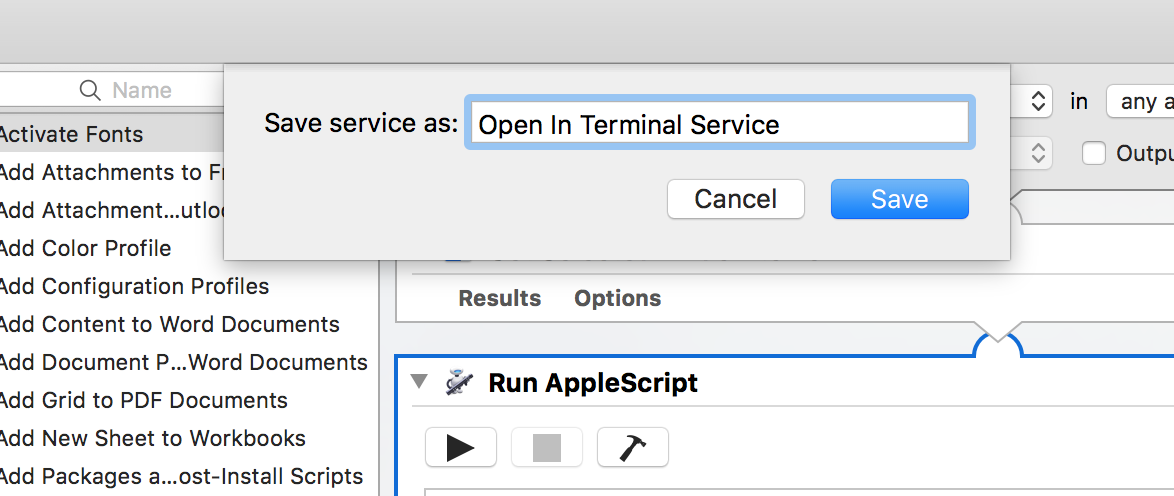 Name
Save service as: Open In Terminal Service
in any a
Outpu
Cancel Save
Activate Fonts
Add Attachments to Fr
Add Attachment...utloo
Add Color Profile
Add Configuration Profiles
Add Content to Word Documents
Add Document P...Word Documents
Add Grid to PDF Documents
Add New Sheet to Workbooks
Add Packages a...ost-Install Scripts
Results Options
Run AppleScript